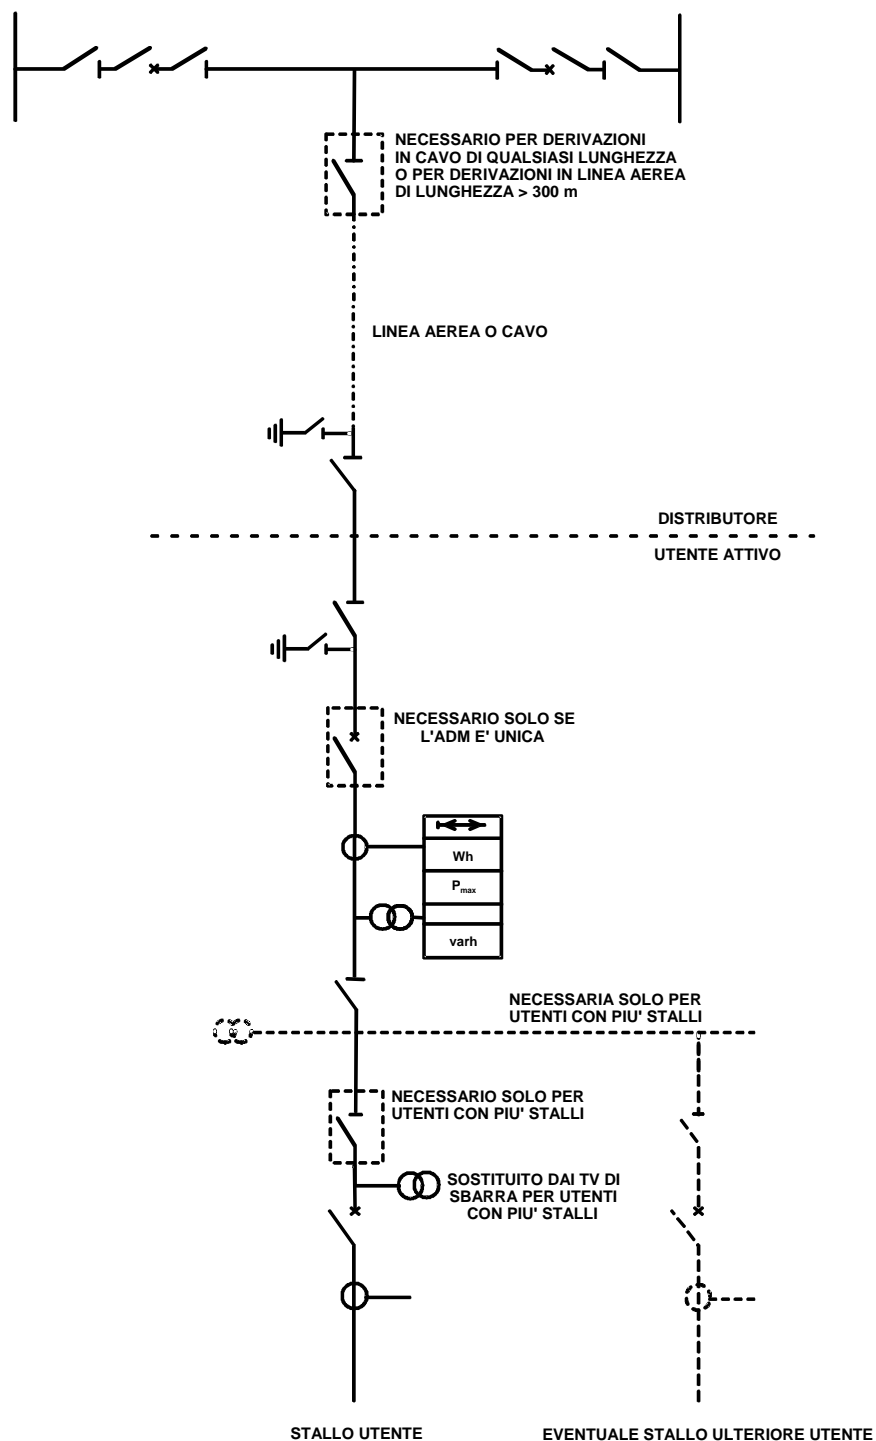 NECESSARIO PER DERIVAZIONI
IN CAVO DI QUALSIASI LUNGHEZZA
O PER DERIVAZIONI IN LINEA AEREA
DI LUNGHEZZA > 300 m
LINEA AEREA O CAVO
DISTRIBUTORE
UTENTE ATTIVO
NECESSARIO SOLO SE
L'ADM E' UNICA
Wh
Pmax
varh
NECESSARIA SOLO PER
UTENTI CON PIU' STALLI
NECESSARIO SOLO PER
UTENTI CON PIU' STALLI
SOSTITUITO DAI TV DI
SBARRA PER UTENTI
CON PIU' STALLI
STALLO UTENTE
EVENTUALE STALLO ULTERIORE UTENTE